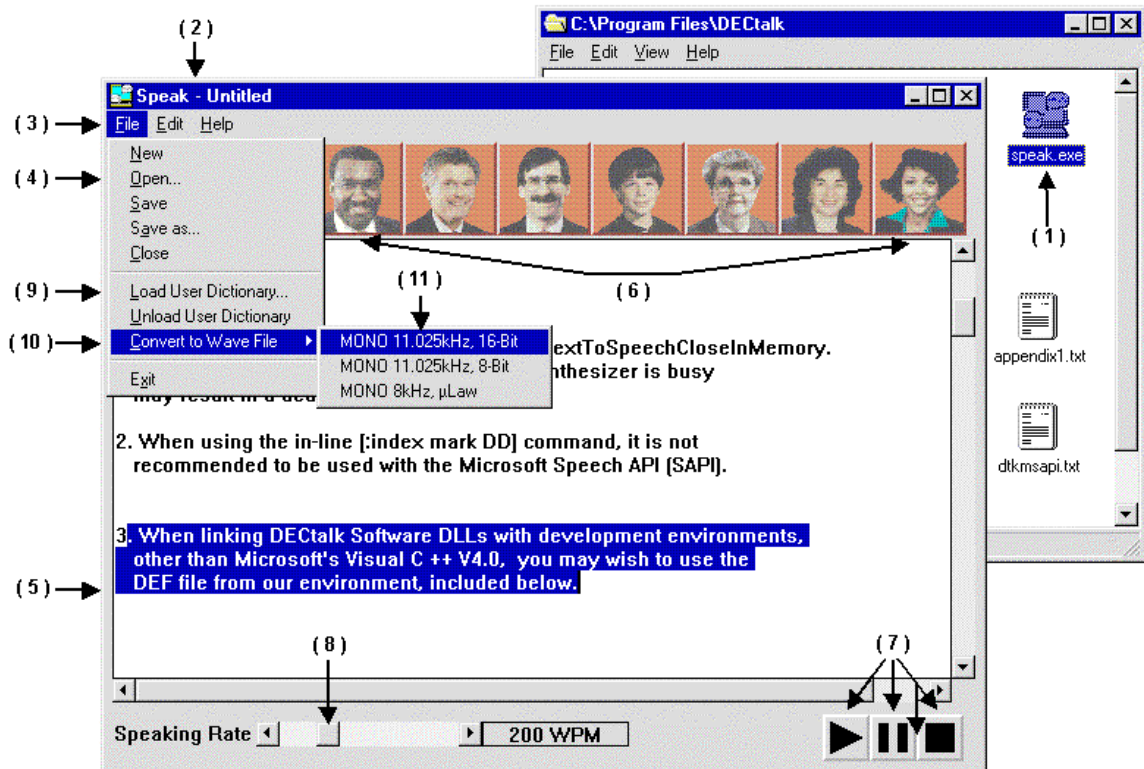 ( 2 )
C:\Program Files\DECtalk
File Edit View Help
Speak - Untitled
( 3 )
File Edit Help
New
( 4 )
Open...
Save
Save as...
Close
speak.exe
( 1 )
( 9 )
Load User Dictionary...
( 11 )
( 6 )
Unload User Dictionary
( 10 )
Convert to Wave File
MONO 11.025kHz, 16-Bit
extToSpeechCloseInMemory.
MONO 11.025kHz, 8-Bit
nthesizer is busy
Exit
MONO 8kHz, µLaw
may result in a dea
appendix1.txt
2. When using the in-line [:index mark DD] command, it is not
recommended to be used with the Microsoft Speech API (SAPI).
dtkmsapi.txt
3. When linking DECtalk Software DLLs with development environments,
other than Microsoft's Visual C ++ V4.0, you may wish to use the
( 5 )
DEF file from our environment, included below.
( 8 )
( 7 )
Speaking Rate
200 WPM